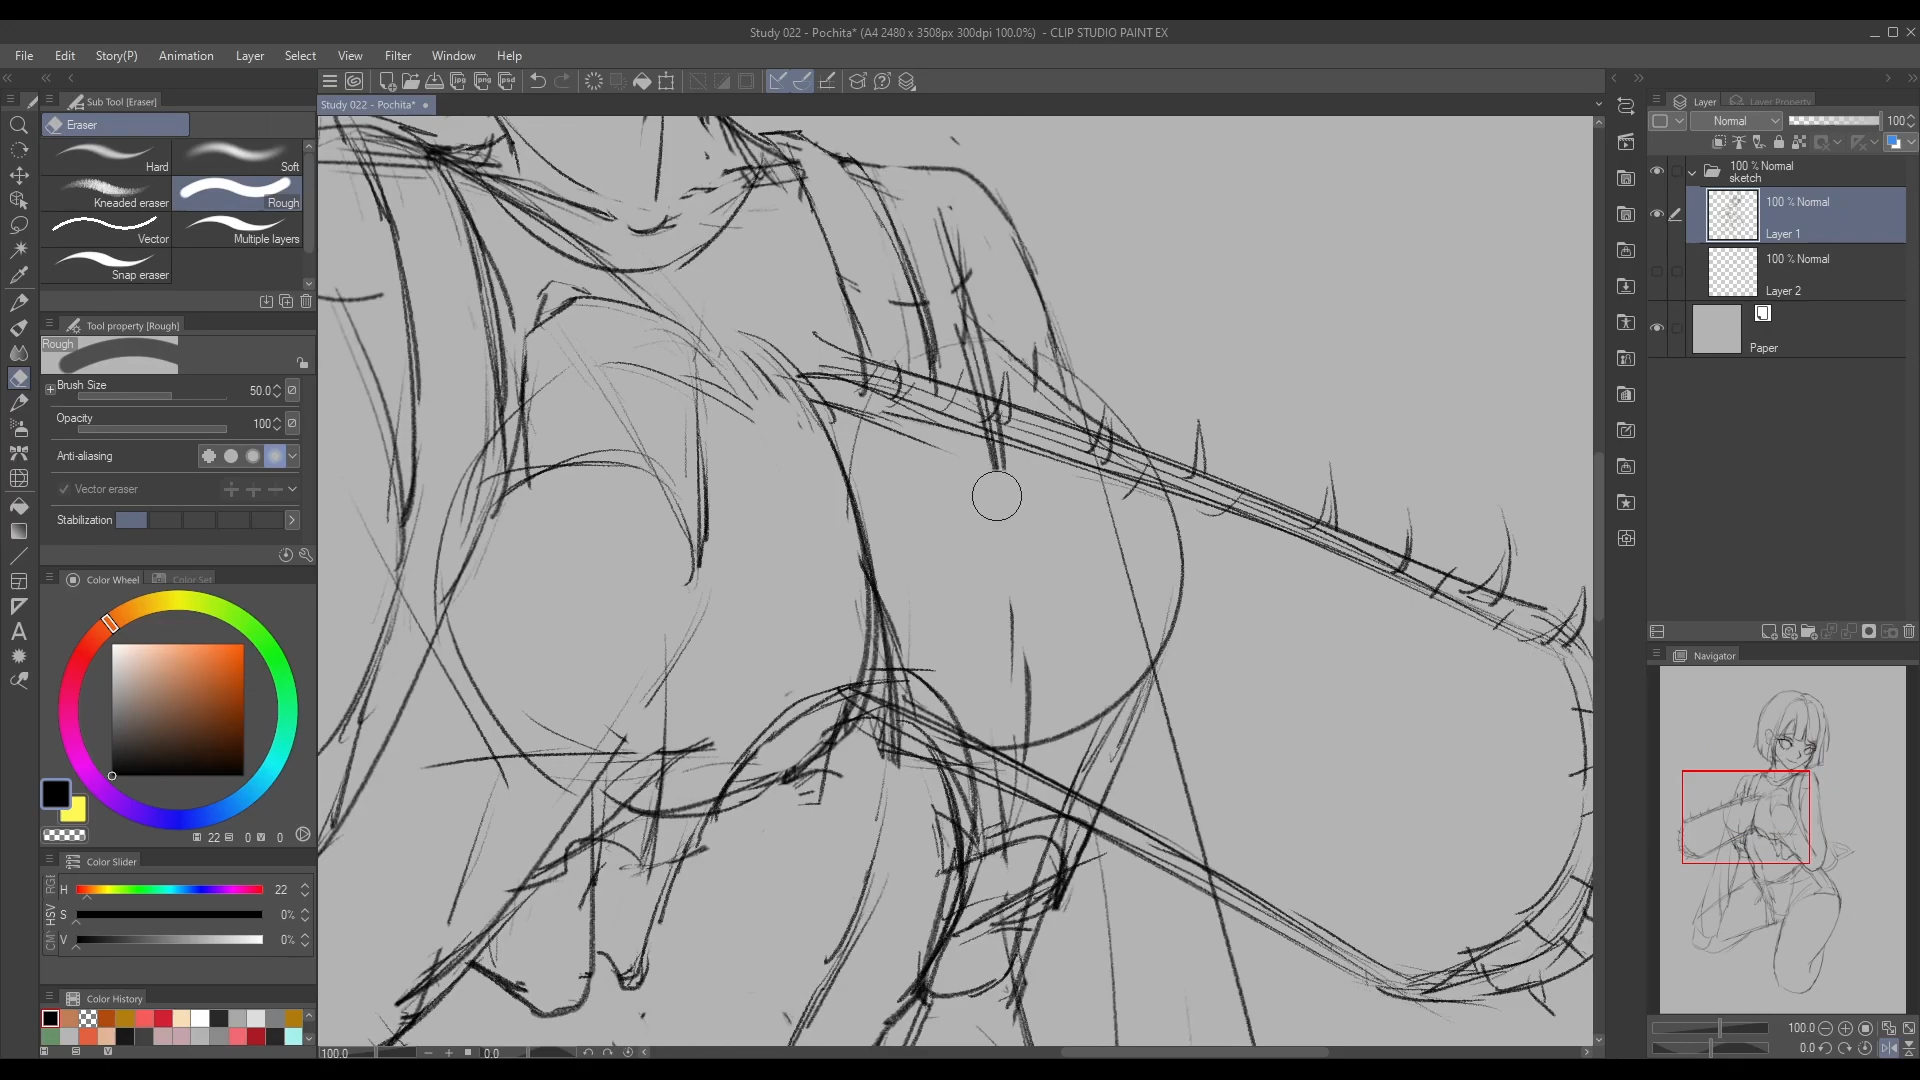 Study 022 - Pochita* (A4 2480 x 3508px 300dpi 100.0%) - CLIP STUDIO PAINT EX
File Edit Story(P) Animation Layer Select View Filter Window Help
Sub Tool [Eraser]
Eraser
Hard Soft
Kneaded eraser Rough
Vector Multiple layers
Snap eraser
Tool property [Rough]
Rough
Brush Size 50.0
Opacity 100
Anti-aliasing
Vector eraser
Stabilization
Color Wheel Color Set
22 0 0
Color Slider
RGB
HSV
H 22
S 0%
V 0%
Color History
Study 022 - Pochita*
100.0 0.0
Layer Layer Property
Normal 100
100 % Normal
sketch
100 % Normal
Layer 1
100 % Normal
Layer 2
Paper
Navigator
100.0
0.0